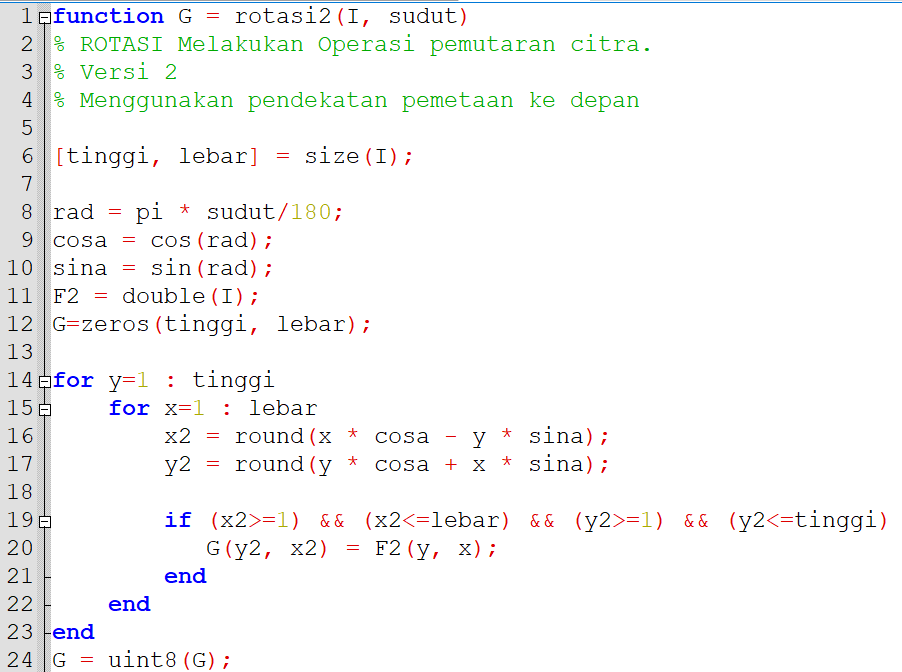 1 function G = rotasi2(I, sudut)
2 % ROTASI Melakukan Operasi pemutaran citra.
3 % Versi 2
4 % Menggunakan pendekatan pemetaan ke depan
5
6 [tinggi, lebar] = size(I);
7
8 rad = pi * sudut/180;
9 cosa = cos(rad);
10 sina = sin(rad);
11 F2 = double(I);
12 G=zeros(tinggi, lebar);
13
14 for y=1 : tinggi
15     for x=1 : lebar
16         x2 = round(x * cosa - y * sina);
17         y2 = round(y * cosa + x * sina);
18
19         if (x2>=1) && (x2<=lebar) && (y2>=1) && (y2<=tinggi)
20            G(y2, x2) = F2(y, x);
21         end
22     end
23 end
24 G = uint8(G);